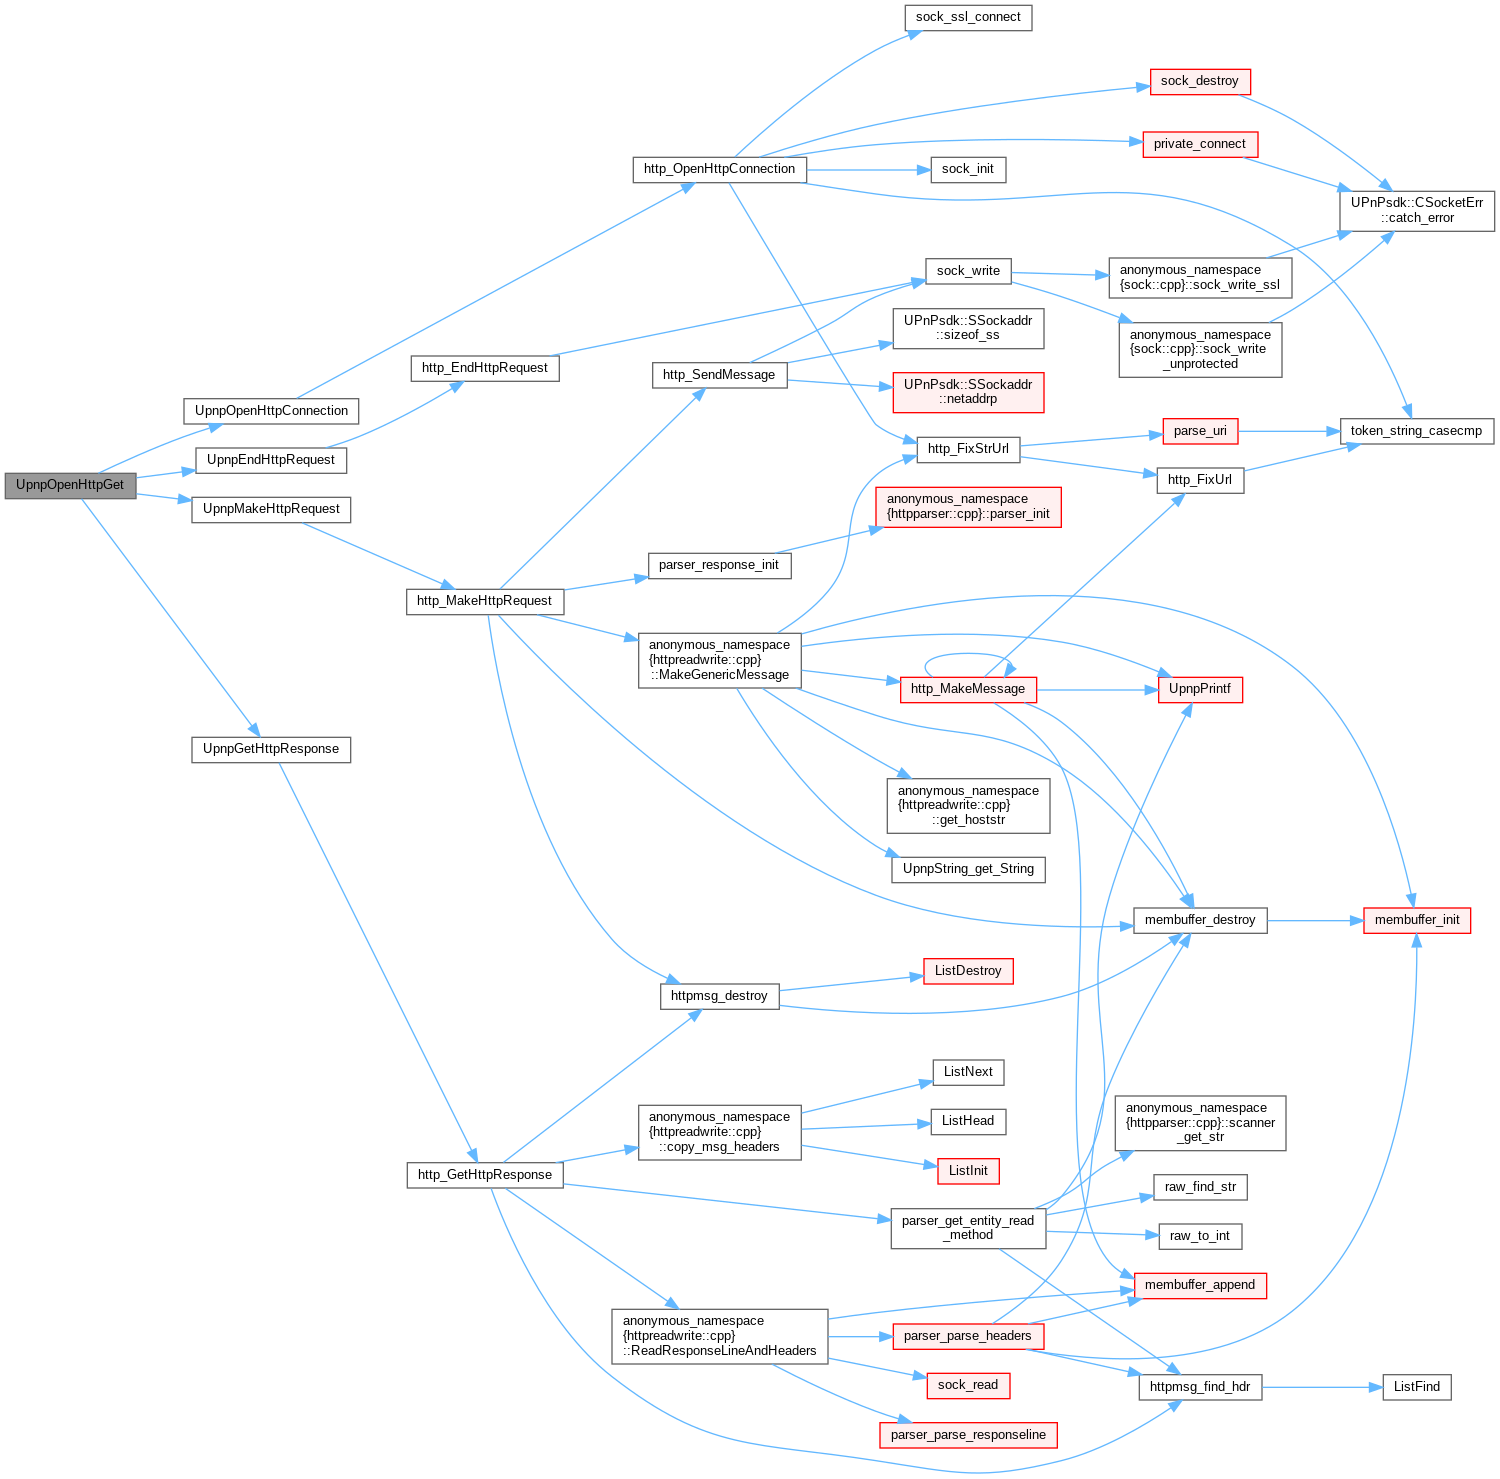 sock_ssl_connect
sock_destroy
private_connect
http_OpenHttpConnection
sock_init
UPnPsdk::CSocketErr
::catch_error
sock_write
anonymous_namespace
{sock::cpp}::sock_write_ssl
UPnPsdk::SSockaddr
::sizeof_ss
anonymous_namespace
{sock::cpp}::sock_write
_unprotected
http_EndHttpRequest
http_SendMessage
UPnPsdk::SSockaddr
::netaddrp
UpnpOpenHttpConnection
parse_uri
token_string_casecmp
http_FixStrUrl
UpnpEndHttpRequest
http_FixUrl
UpnpOpenHttpGet
UpnpMakeHttpRequest
anonymous_namespace
{httpparser::cpp}::parser_init
parser_response_init
http_MakeHttpRequest
anonymous_namespace
{httpreadwrite::cpp}
::MakeGenericMessage
http_MakeMessage
UpnpPrintf
UpnpGetHttpResponse
anonymous_namespace
{httpreadwrite::cpp}
::get_hoststr
UpnpString_get_String
membuffer_destroy
membuffer_init
ListDestroy
httpmsg_destroy
ListNext
anonymous_namespace
{httpreadwrite::cpp}
::copy_msg_headers
ListHead
anonymous_namespace
{httpparser::cpp}::scanner
_get_str
http_GetHttpResponse
ListInit
raw_find_str
parser_get_entity_read
_method
raw_to_int
membuffer_append
anonymous_namespace
{httpreadwrite::cpp}
::ReadResponseLineAndHeaders
parser_parse_headers
sock_read
httpmsg_find_hdr
ListFind
parser_parse_responseline